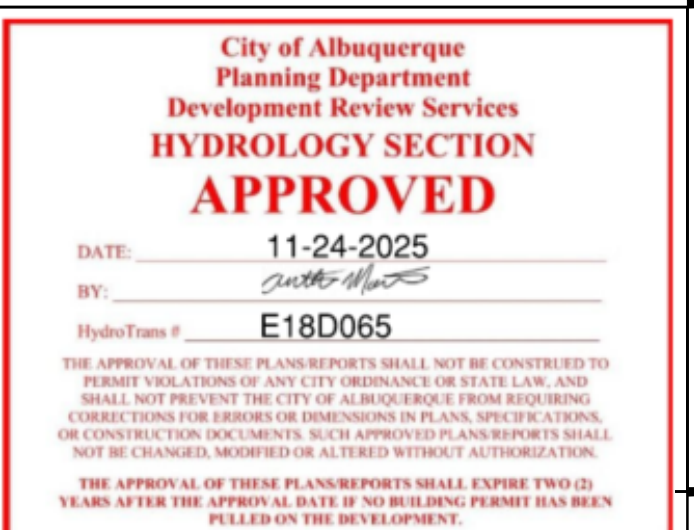 City of Albuquerque
Planning Department
Development Review Services
HYDROLOGY SECTION
APPROVED
DATE: 11-24-2025
BY:
HydroTrans # E18D065
THE APPROVAL OF THESE PLANS/REPORTS SHALL NOT BE CONSTRUED TO
PERMIT VIOLATIONS OF ANY CITY ORDINANCE OR STATE LAW, AND
SHALL NOT PREVENT THE CITY OF ALBUQUERQUE FROM REQUIRING
CORRECTIONS FOR ERRORS OR DIMENSIONS IN PLANS, SPECIFICATIONS,
OR CONSTRUCTION DOCUMENTS. SUCH APPROVED PLANS/REPORTS SHALL
NOT BE CHANGED, MODIFIED OR ALTERED WITHOUT AUTHORIZATION.
THE APPROVAL OF THESE PLANS/REPORTS SHALL EXPIRE TWO (2)
YEARS AFTER THE APPROVAL DATE IF NO BUILDING PERMIT HAS BEEN
PULLED ON THE DEVELOPMENT.